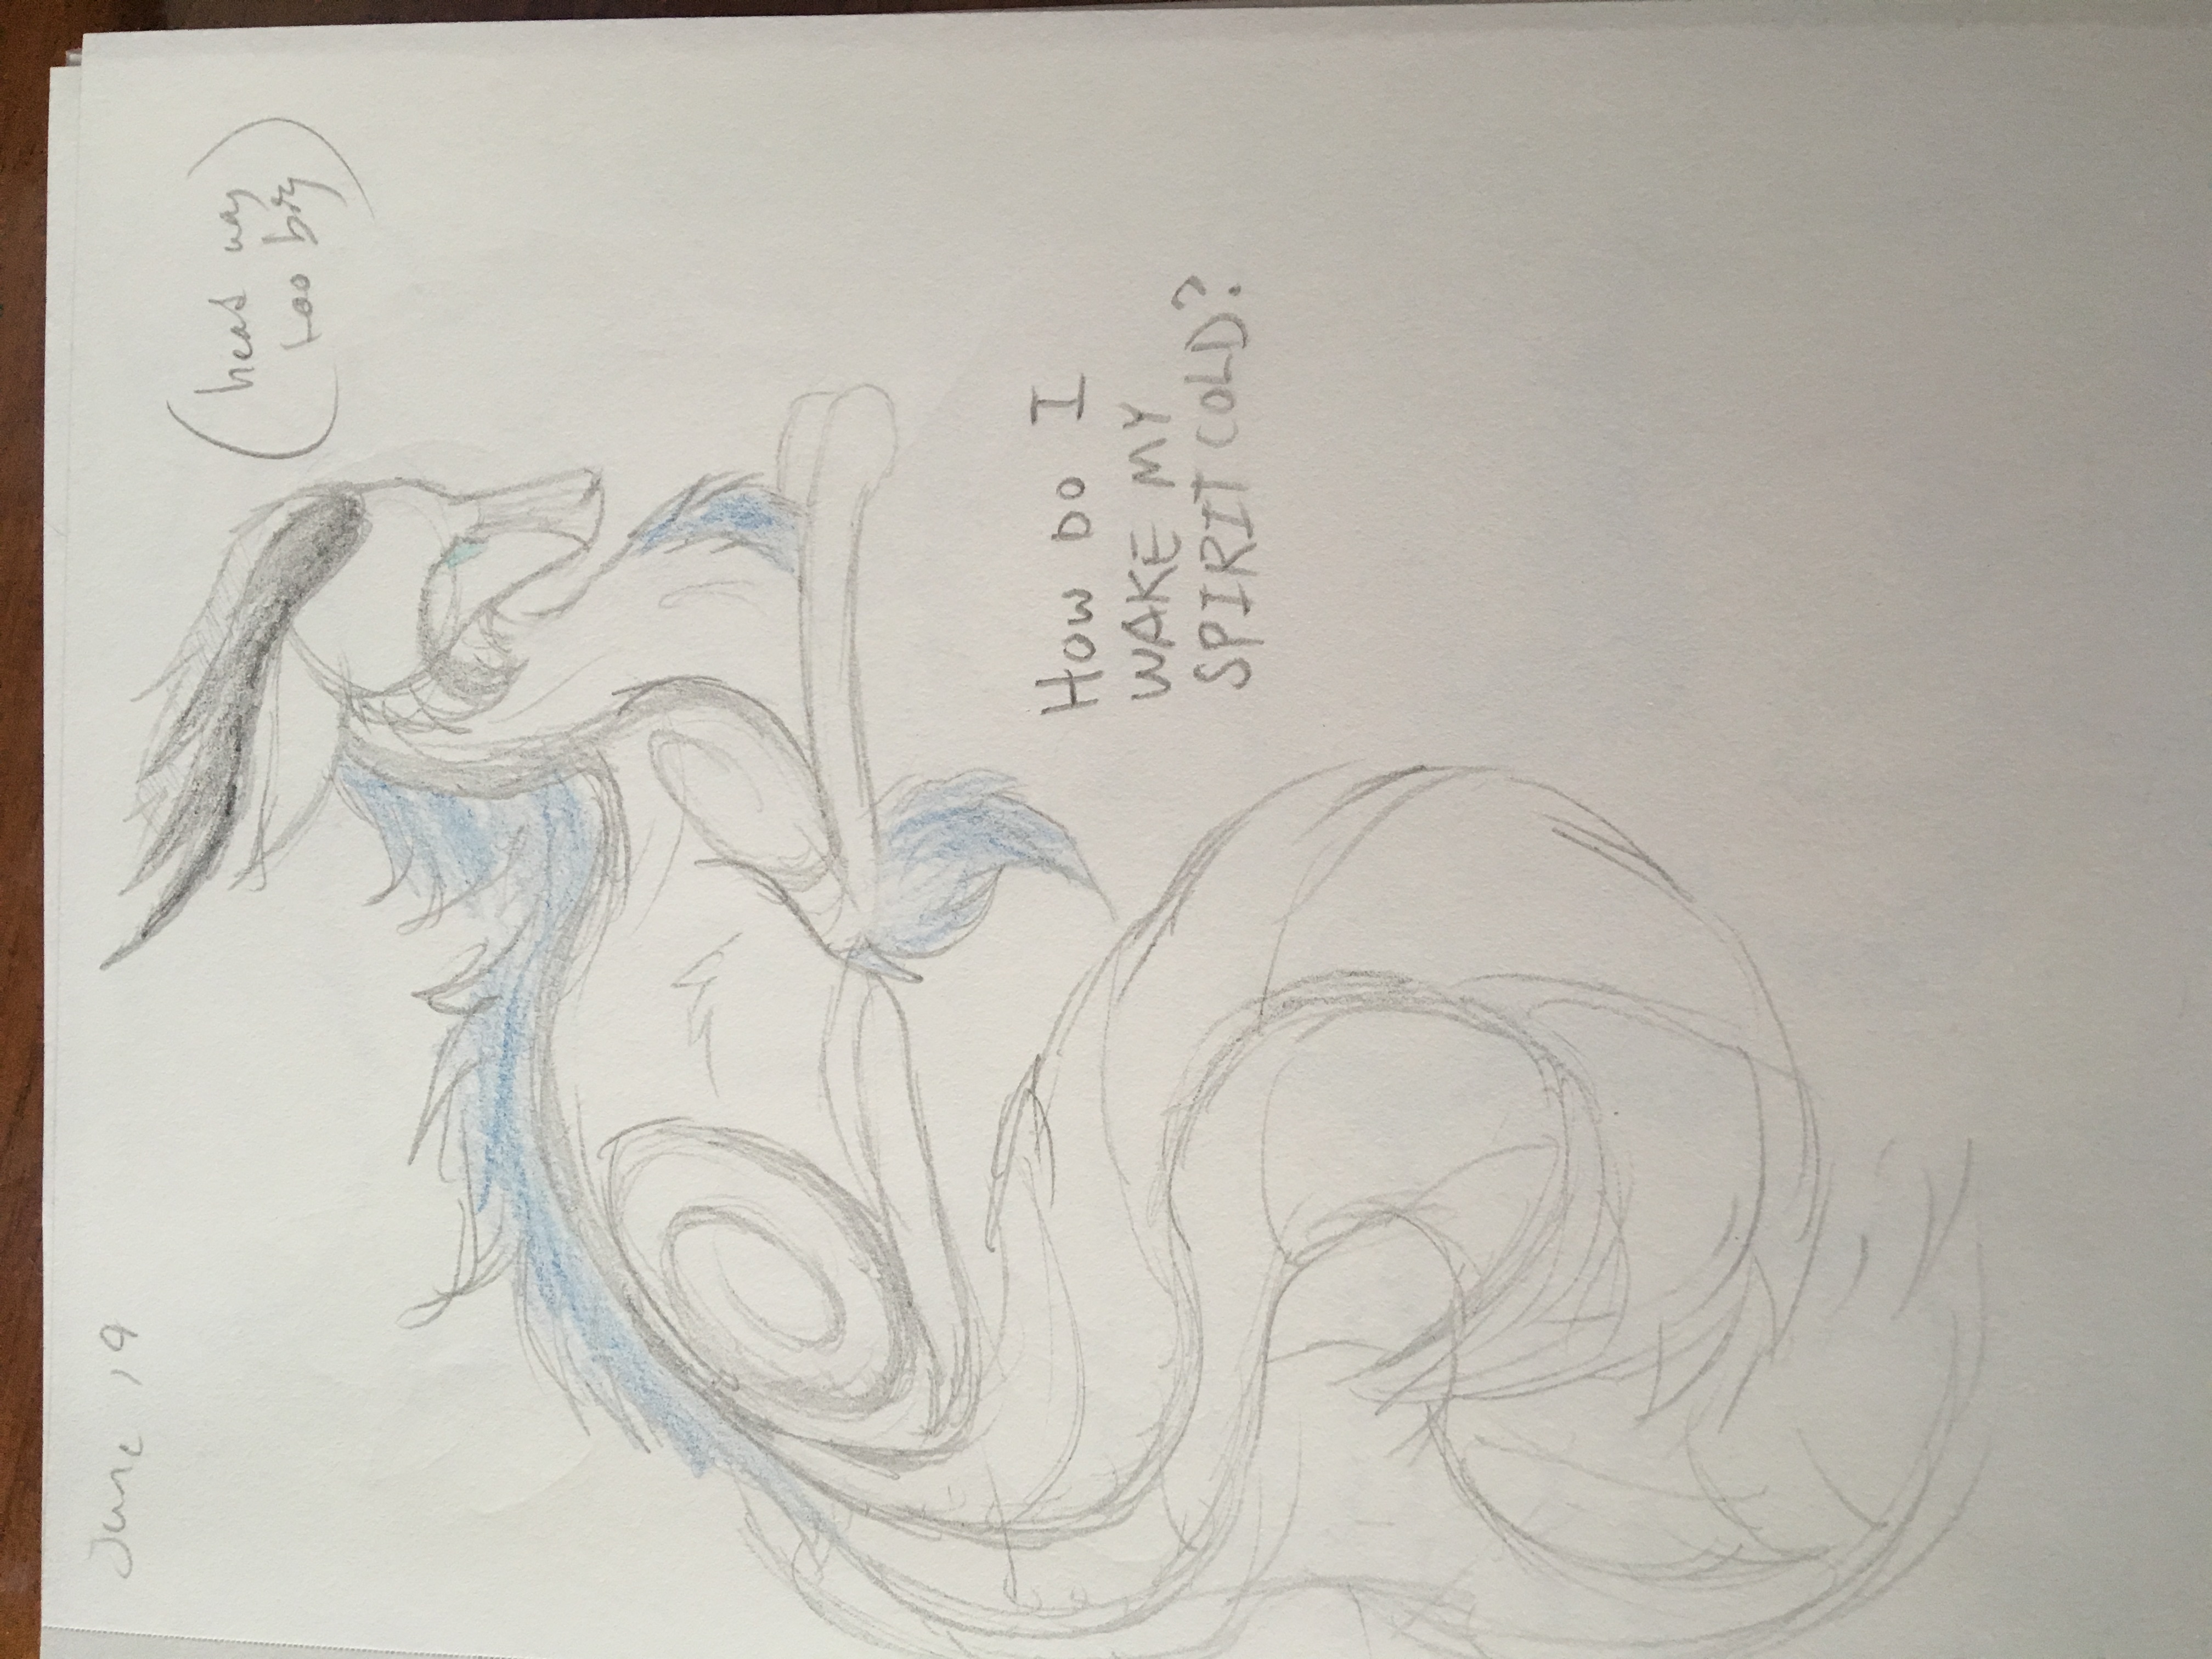 June 19
(head way
too big)
HOW DO I
WAKE MY
SPIRIT COLD?